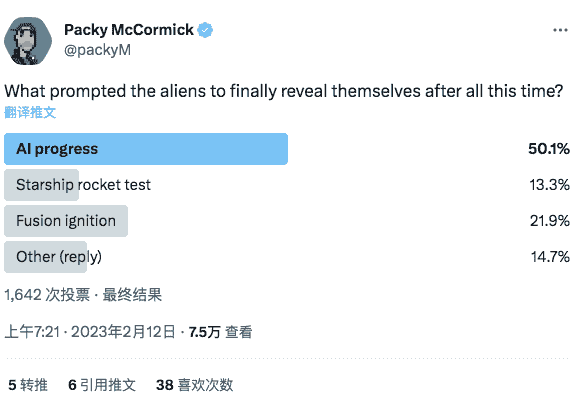 Packy McCormick
@packyM
What prompted the aliens to finally reveal themselves after all this time?
翻译推文
AI progress 50.1%
Starship rocket test 13.3%
Fusion ignition 21.9%
Other (reply) 14.7%
1,642 次投票 · 最终结果
上午7:21 · 2023年2月12日 · 7.5万 查看
5 转推 6 引用推文 38 喜欢次数